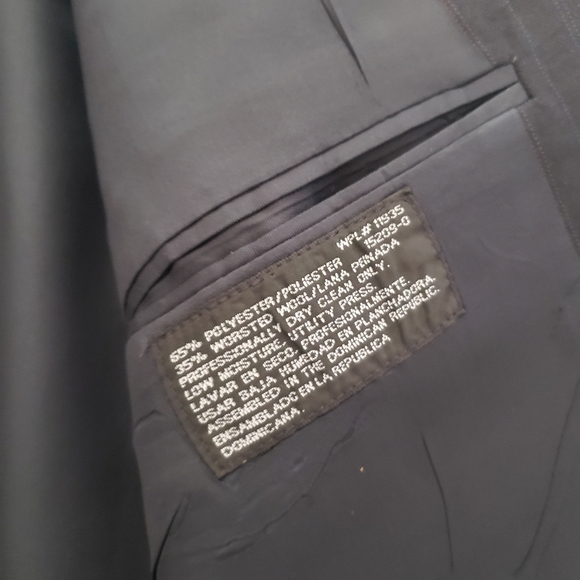 WPL# 11935
15209-0
65% POLYESTER/POLIESTER
35% WORSTED WOOL/LANA PEINADA
PROFESSIONALLY DRY CLEAN ONLY.
LOW MOISTURE, UTILITY PRESS.
LAVAR EN SECO PROFESIONALMENTE
USAR BAJA HUMEDAD EN PLANCHADORA
ASSEMBLED IN THE DOMINICAN REPUBLIC
ENSAMBLADO EN LA REPUBLICA
DOMINICANA.